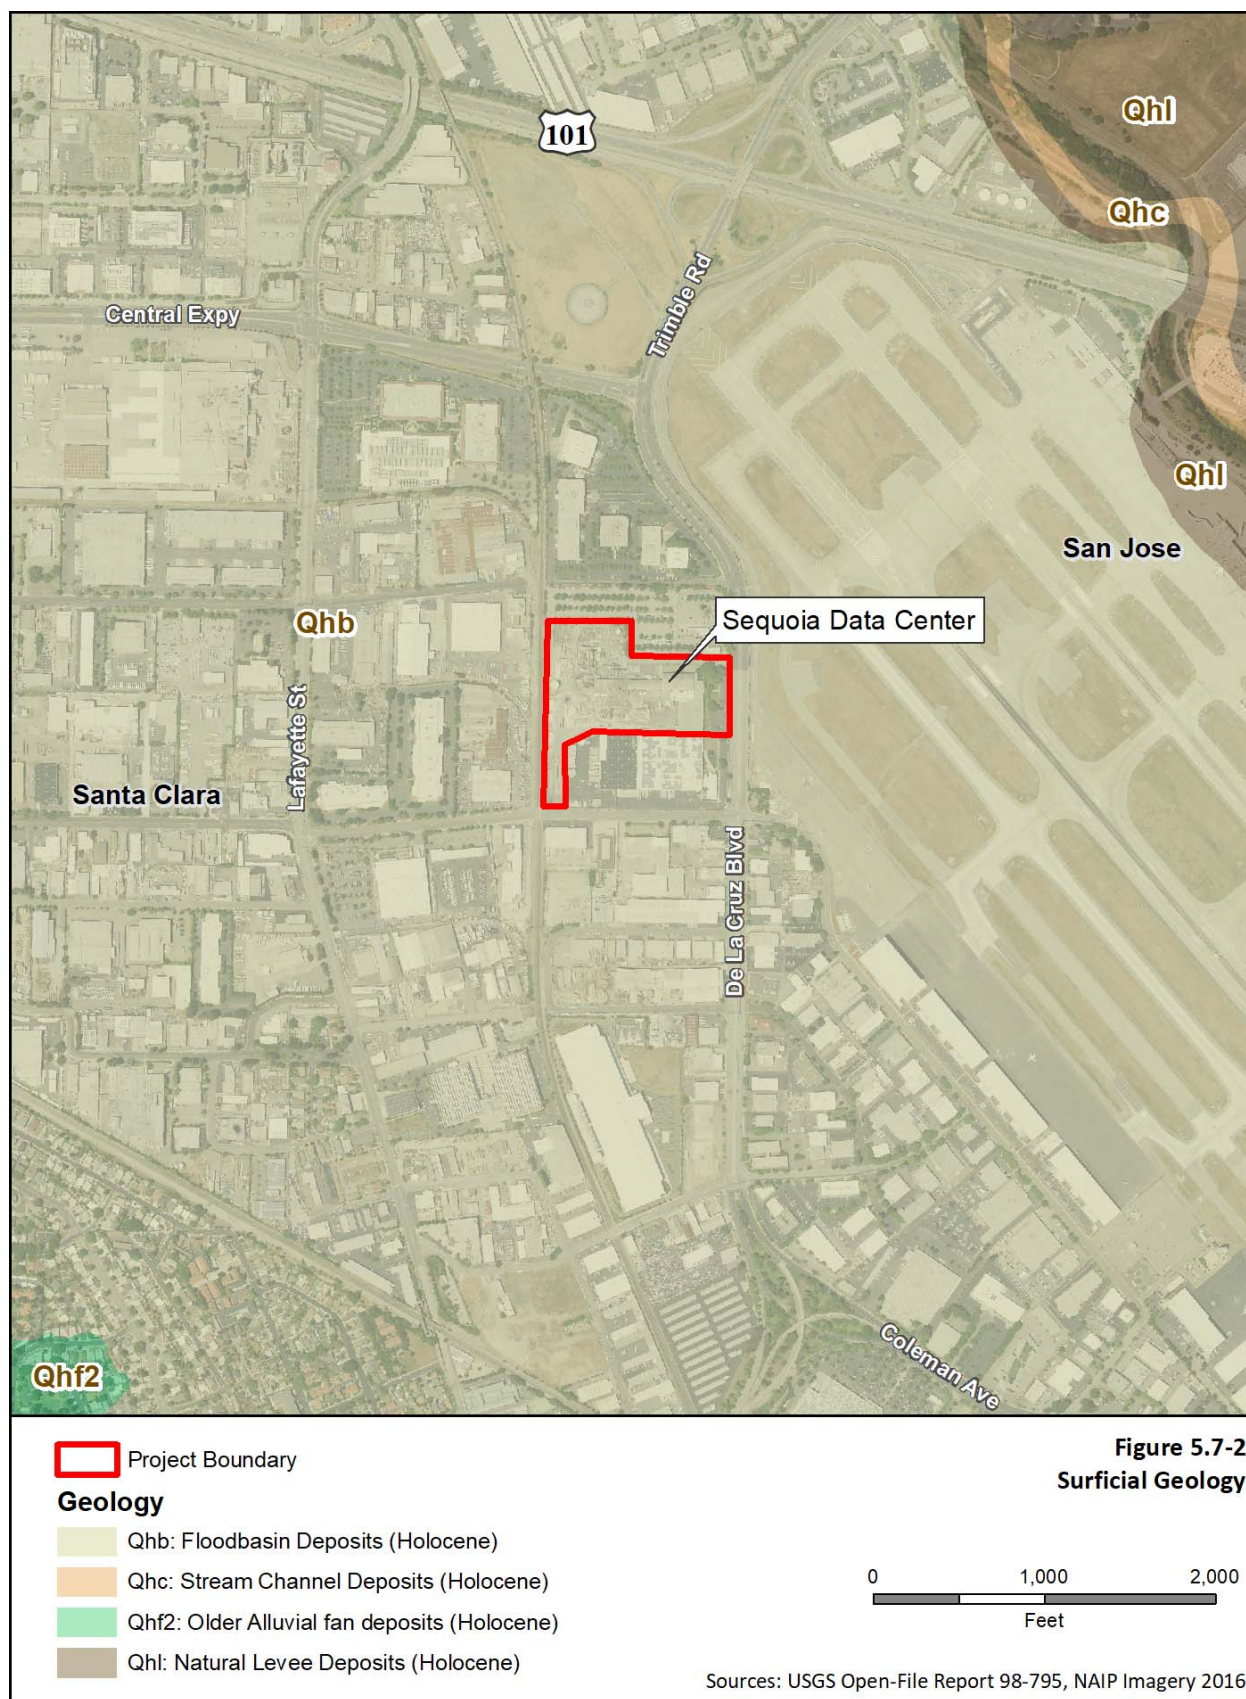 Qhl
101
Qhc
Trimble Rd
Central Expy
Qhl
San Jose
Qhb
Sequoia Data Center
Lafayette St
Santa Clara
De La Cruz Blvd
Coleman Ave
Qhf2
Project Boundary
Figure 5.7-2
Surficial Geology
Geology
Qhb: Floodbasin Deposits (Holocene)
Qhc: Stream Channel Deposits (Holocene)
Qhf2: Older Alluvial fan deposits (Holocene)
Qhl: Natural Levee Deposits (Holocene)
0 1,000 2,000
Feet
Sources: USGS Open-File Report 98-795, NAIP Imagery 2016